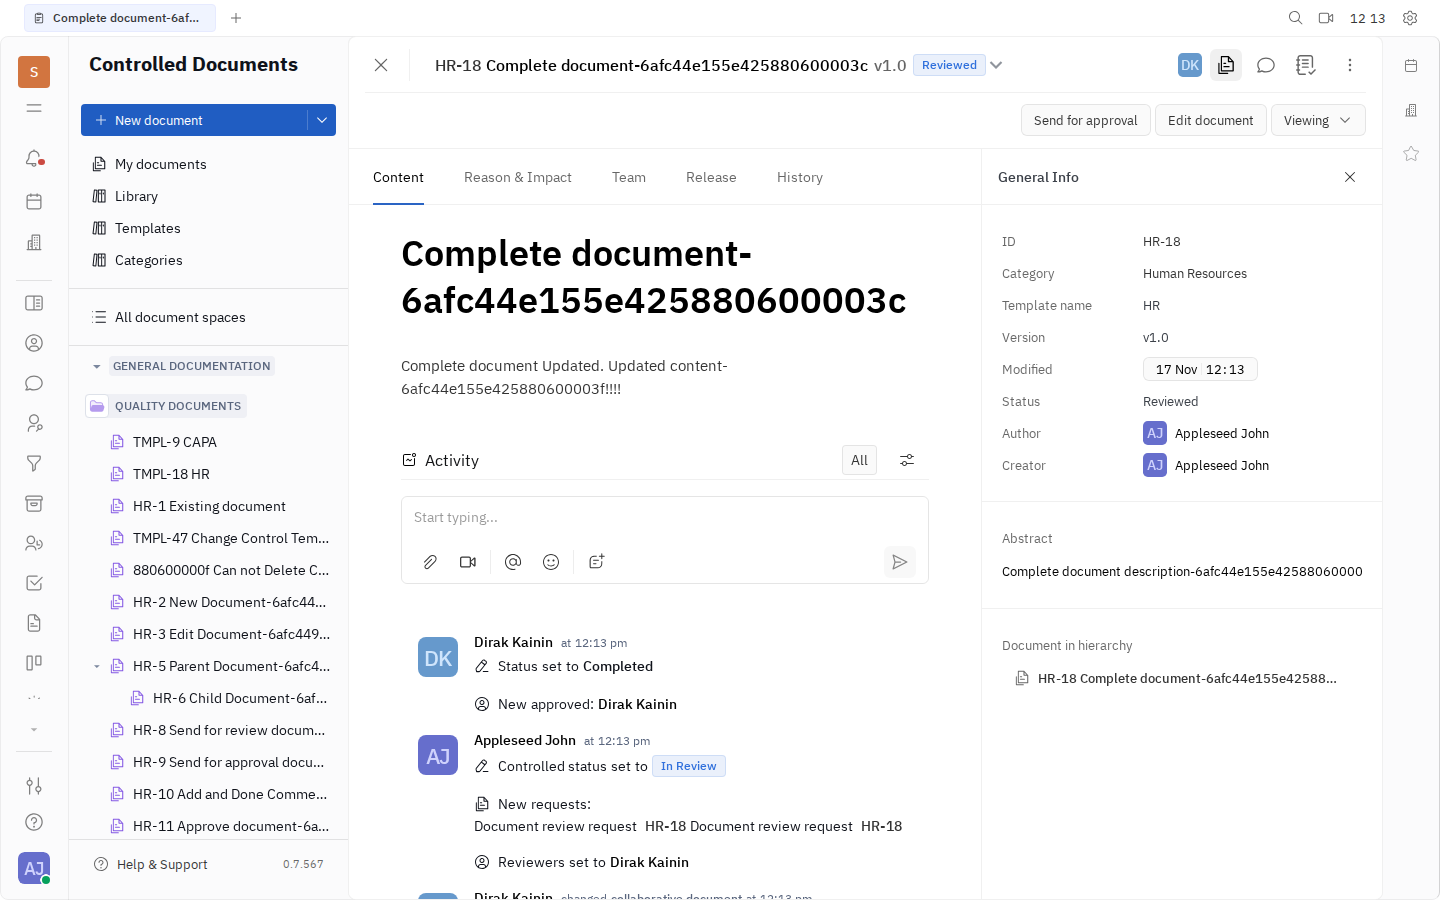 Complete document-6af...
12 13
S
Controlled Documents
New document
My documents
Library
Templates
Categories
All document spaces
GENERAL DOCUMENTATION
QUALITY DOCUMENTS
TMPL-9 CAPA
TMPL-18 HR
HR-1 Existing document
TMPL-47 Change Control Tem...
880600000f Can not Delete C...
HR-2 New Document-6afc44...
HR-3 Edit Document-6afc449...
HR-5 Parent Document-6afc4...
HR-6 Child Document-6af...
HR-8 Send for review docum...
HR-9 Send for approval docu...
HR-10 Add and Done Comme...
HR-11 Approve document-6a...
Help & Support
0.7.567
AJ
HR-18 Complete document-6afc44e155e425880600003c v1.0 Reviewed
DK
Send for approval
Edit document
Viewing
Content
Reason & Impact
Team
Release
History
Complete document-
6afc44e155e425880600003c
Complete document Updated. Updated content-
6afc44e155e425880600003f!!!!
Activity
All
Start typing...
DK
Dirak Kainin at 12:13 pm
Status set to Completed
New approved: Dirak Kainin
AJ
Appleseed John at 12:13 pm
Controlled status set to In Review
New requests:
Document review request HR-18 Document review request HR-18
Reviewers set to Dirak Kainin
Dirak Kainin changed collaborative document at 12:13 pm
General Info
ID HR-18
Category Human Resources
Template name HR
Version v1.0
Modified 17 Nov 12:13
Status Reviewed
Author AJ Appleseed John
Creator AJ Appleseed John
Abstract
Complete document description-6afc44e155e42588060000
Document in hierarchy
HR-18 Complete document-6afc44e155e42588...